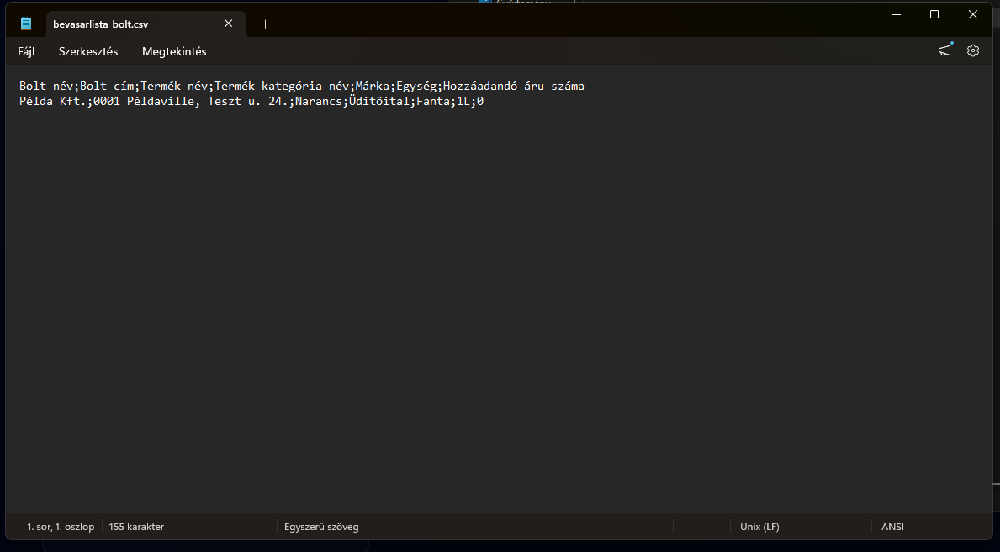 bevasarlista_bolt.csv
Fájl Szerkesztés Megtekintés
Bolt név;Bolt cím;Termék név;Termék kategória név;Márka;Egység;Hozzáadandó áru száma
Példa Kft.;0001 Példaville, Teszt u. 24.;Narancs;Üdítőital;Fanta;1L;0
1. sor, 1. oszlop 155 karakter Egyszerű szöveg Unix (LF) ANSI